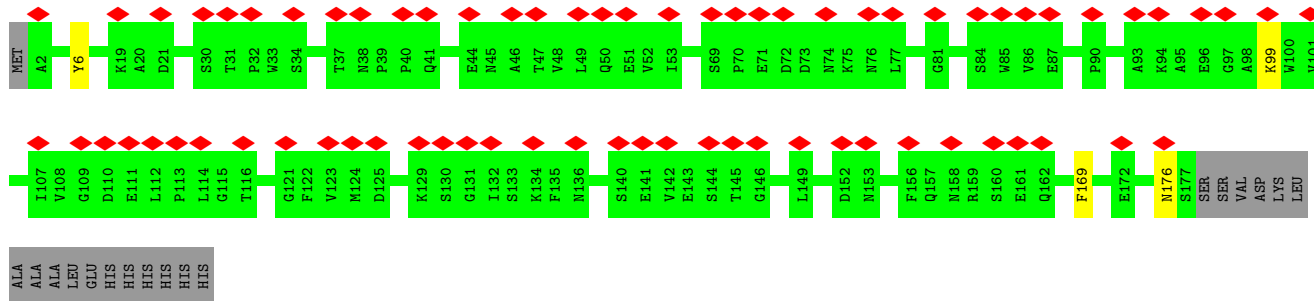 MET A2 Y6 K19 A20 D21 S30 T31 P32 W33 S34 T37 N38 P39 P40 Q41 E44 N45 A46 T47 V48 L49 Q50 E51 V52 I53 S69 P70 E71 D72 D73 N74 K75 N76 L77 G81 S84 W85 V86 E87 P90 A93 K94 A95 E96 G97 A98 K99 W100 V101
I107 V108 G109 D110 E111 L112 P113 L114 G115 T116 G121 F122 V123 M124 D125 K129 S130 G131 I132 S133 K134 F135 N136 S140 E141 V142 E143 S144 T145 G146 L149 D152 N153 F156 Q157 N158 R159 S160 E161 Q162 F169 E172 N176 S177 SER SER VAL ASP LYS LEU
ALA ALA ALA LEU GLU HIS HIS HIS HIS HIS HIS